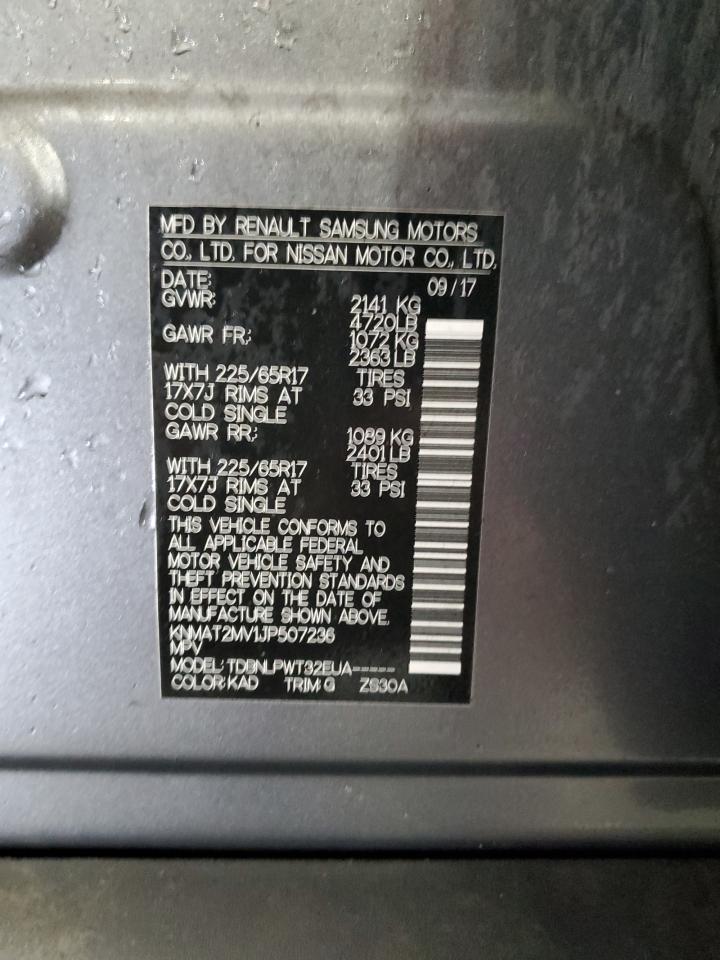 MFD BY RENAULT SAMSUNG MOTORS
CO., LTD. FOR NISSAN MOTOR CO., LTD.
DATE: 09/17
GVWR: 2141 KG
4720LB
GAWR FR: 1072 KG
2363 LB
WITH 225/65R17 TIRES
17X7J RIMS AT 33 PSI
COLD SINGLE
GAWR RR: 1089 KG
2401 LB
WITH 225/65R17 TIRES
17X7J RIMS AT 33 PSI
COLD SINGLE
THIS VEHICLE CONFORMS TO
ALL APPLICABLE FEDERAL
MOTOR VEHICLE SAFETY AND
THEFT PREVENTION STANDARDS
IN EFFECT ON THE DATE OF
MANUFACTURE SHOWN ABOVE.
KNMAT2MV1JP507236
MPV
MODEL: TDBNLPWT32EUA-----
COLOR:KAD TRIM:G ZS30A